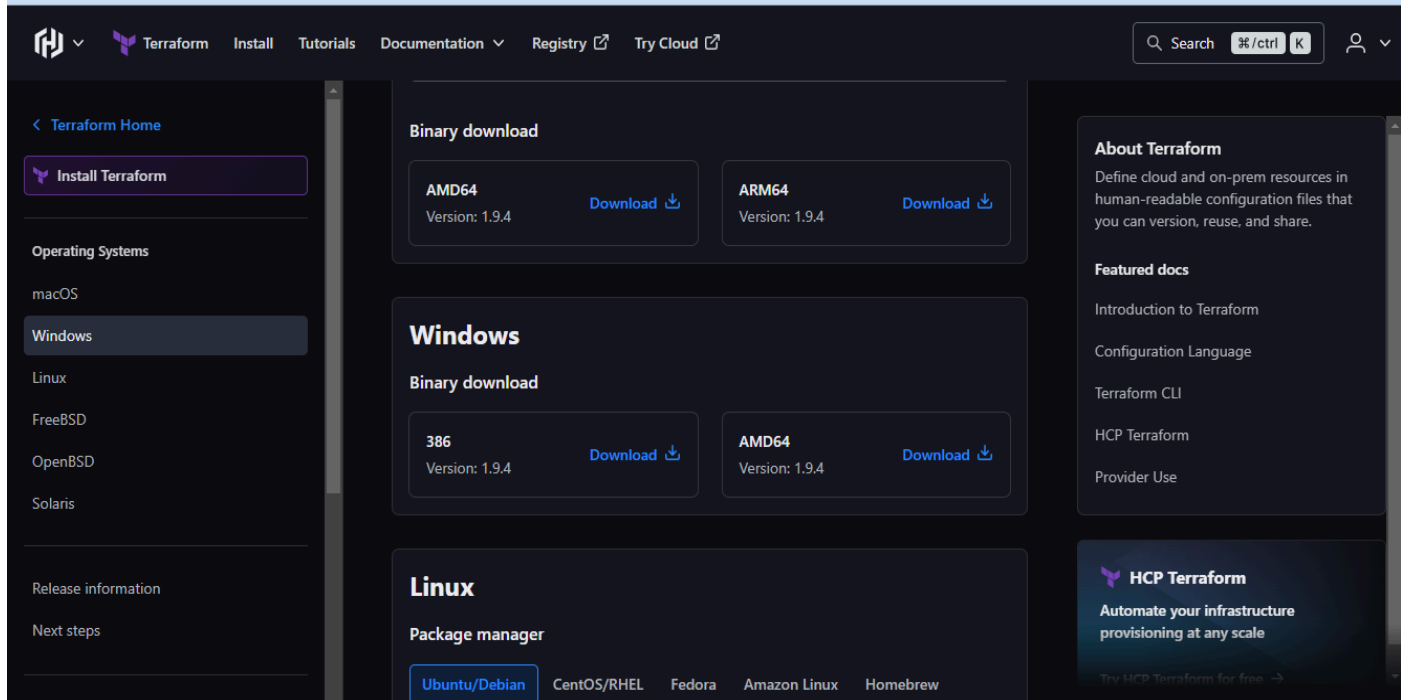 Terraform Install Tutorials Documentation Registry Try Cloud Search ⌘/ctrl K
Terraform Home
Install Terraform
Operating Systems
macOS
Windows
Linux
FreeBSD
OpenBSD
Solaris
Release information
Next steps
Binary download
AMD64
Version: 1.9.4
Download
ARM64
Version: 1.9.4
Download
Windows
Binary download
386
Version: 1.9.4
Download
AMD64
Version: 1.9.4
Download
Linux
Package manager
Ubuntu/Debian CentOS/RHEL Fedora Amazon Linux Homebrew
About Terraform
Define cloud and on-prem resources in
human-readable configuration files that
you can version, reuse, and share.
Featured docs
Introduction to Terraform
Configuration Language
Terraform CLI
HCP Terraform
Provider Use
HCP Terraform
Automate your infrastructure
provisioning at any scale
Try HCP Terraform for free →